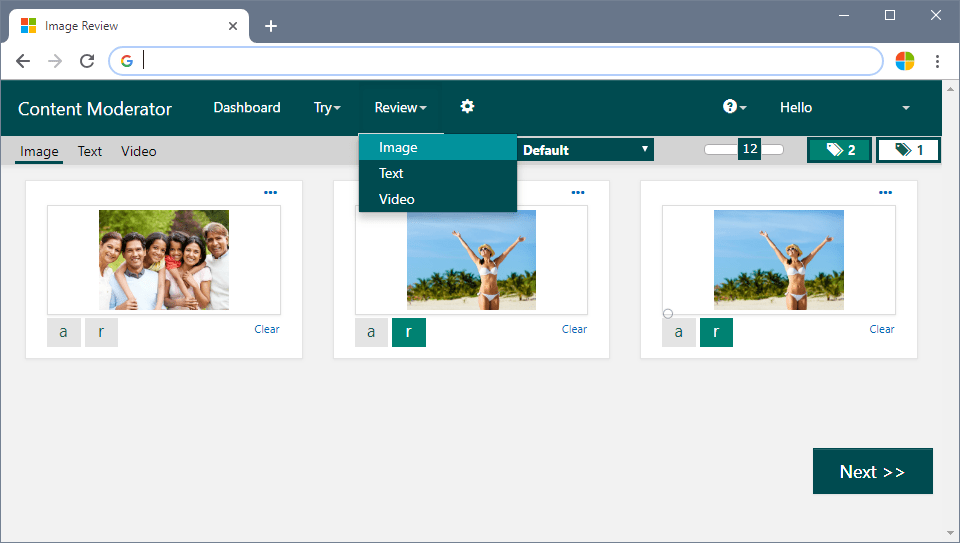 Image Review
Content Moderator Dashboard Try Review Hello
Image Text Video Default 12 2 1
Image
Text
Video
a r Clear a r Clear a r Clear
Next >>